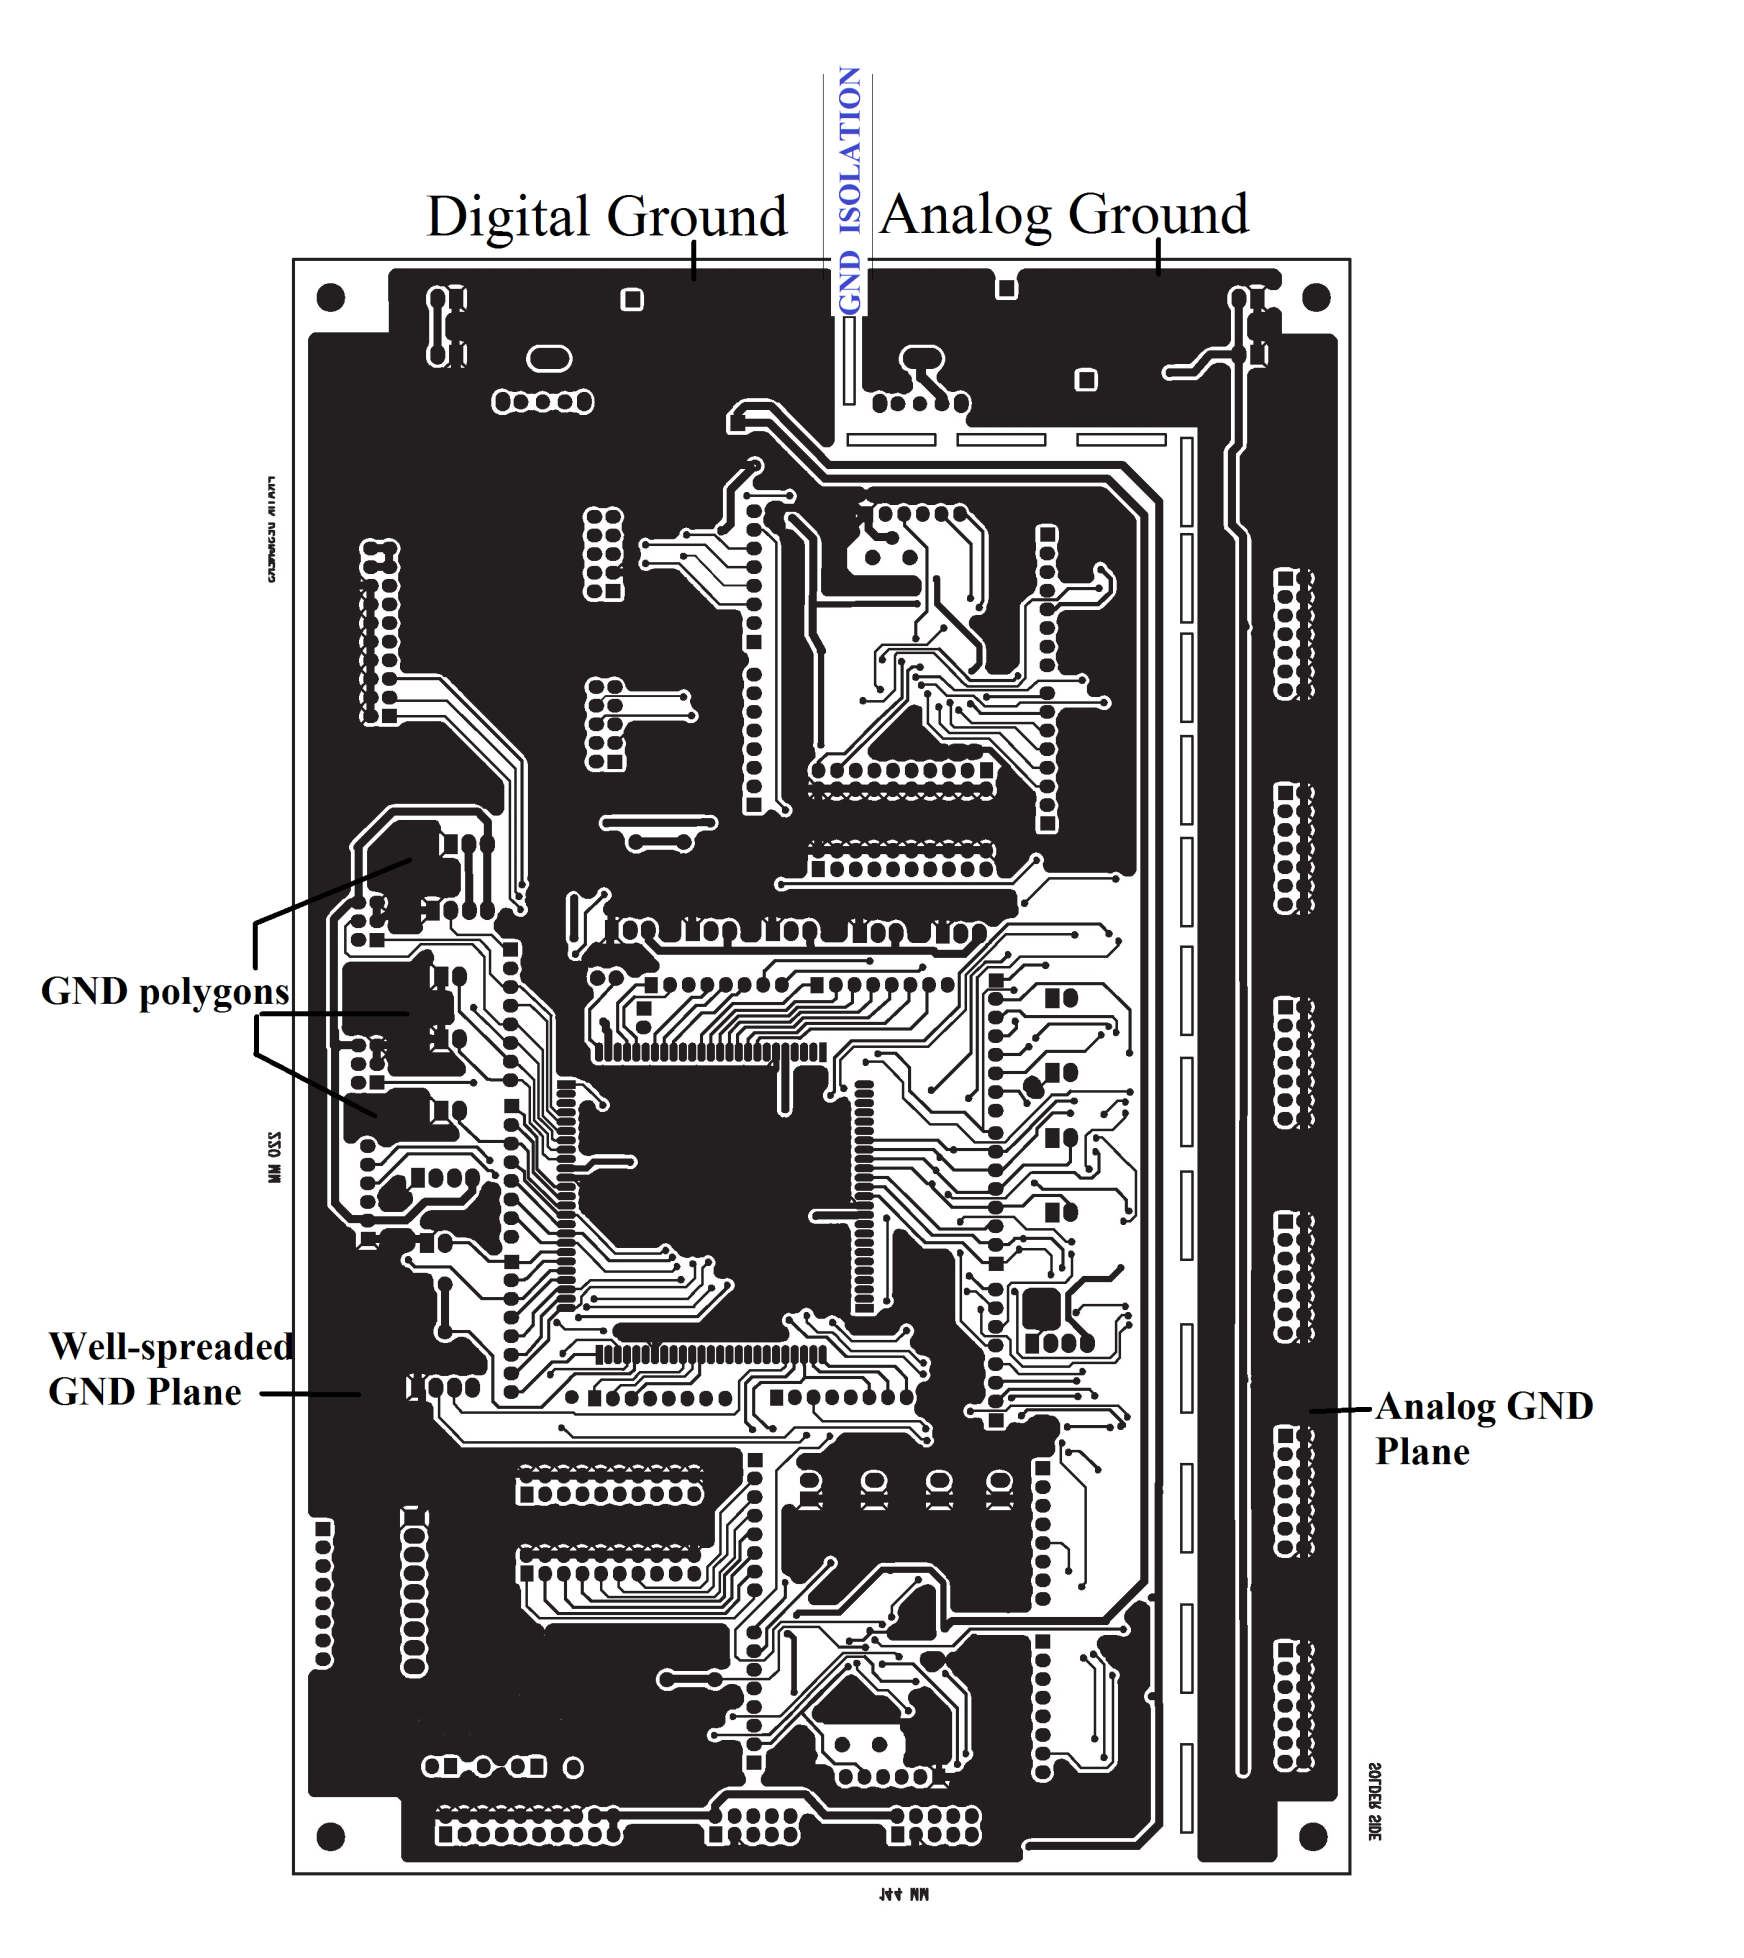 GND ISOLATION
Digital Ground
Analog Ground
GND polygons
220 MM
Well-spreaded
GND Plane
Analog GND
Plane
SOLDER SIDE
144 MM